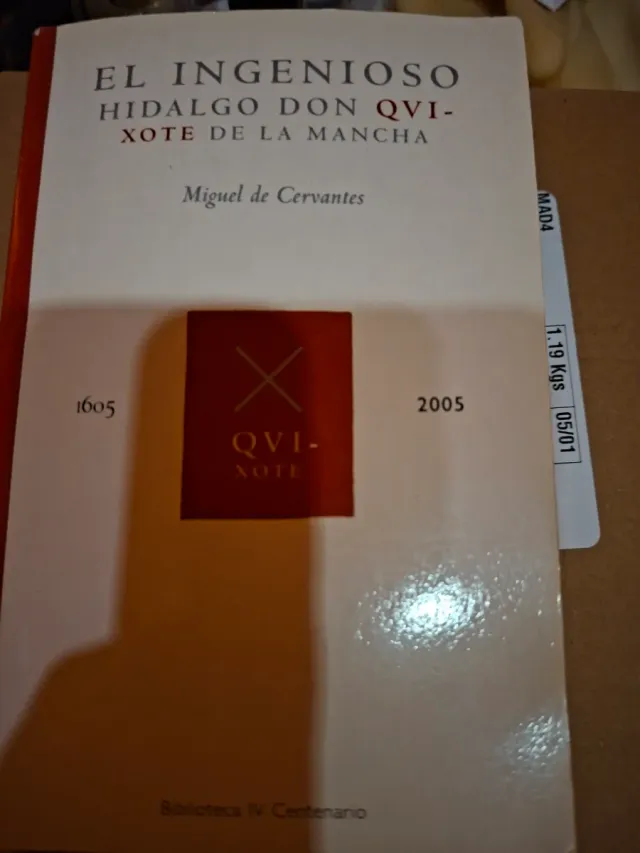 EL INGENIOSO
HIDALGO DON QVI-
XOTE DE LA MANCHA
Miguel de Cervantes
1605
QVI-
XOTE
2005
Biblioteca IV Centenario
MAD4
1.19 Kgs
05/01